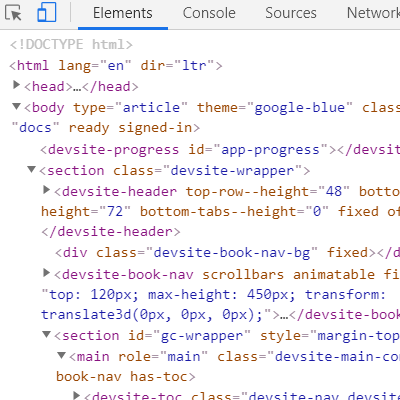 Elements Console Sources Network
<!DOCTYPE html>
<html lang="en" dir="ltr">
<head>…</head>
<body type="article" theme="google-blue" clas
"docs" ready signed-in>
<devsite-progress id="app-progress"></devsit
<section class="devsite-wrapper">
<devsite-header top-row--height="48" botto
height="72" bottom-tabs--height="0" fixed of
</devsite-header>
<div class="devsite-book-nav-bg" fixed></d
<devsite-book-nav scrollbars animatable fi
"top: 120px; max-height: 450px; transform:
translate3d(0px, 0px, 0px);">…</devsite-book
<section id="gc-wrapper" style="margin-top
<main role="main" class="devsite-main-con
book-nav has-toc>
<devsite-toc class="devsite-nav devsite